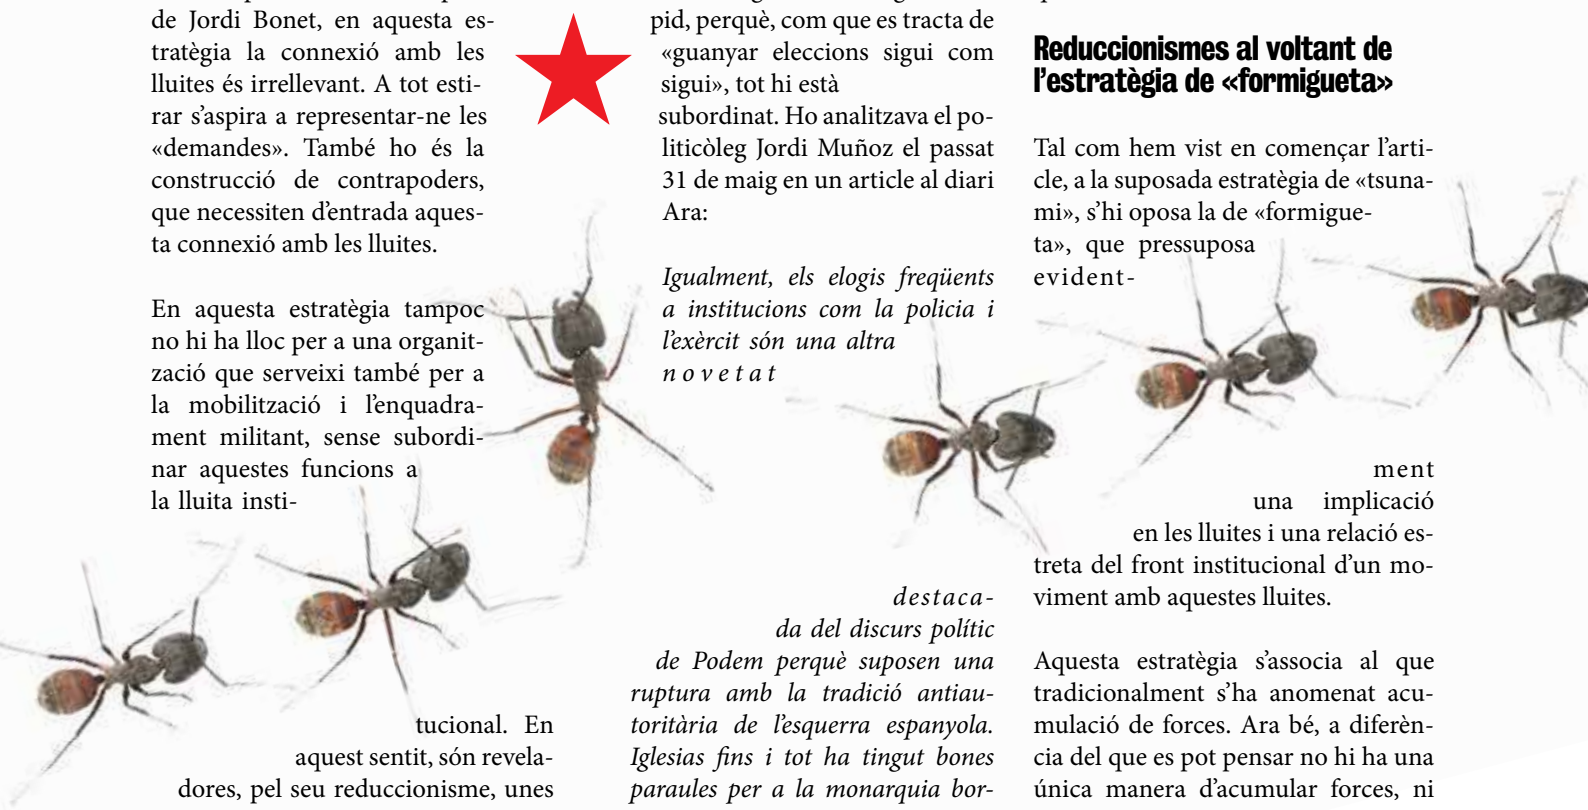 de Jordi Bonet, en aquesta es-
tratègia la connexió amb les
lluites és irrellevant. A tot esti-
rar s’aspira a representar-ne les
«demandes». També ho és la
construcció de contrapoders,
que necessiten d’entrada aques-
ta connexió amb les lluites.
En aquesta estratègia tampoc
no hi ha lloc per a una organit-
zació que serveixi també per a
la mobilització i l’enquadra-
ment militant, sense subordi-
nar aquestes funcions a
la lluita insti-
tucional. En
aquest sentit, són revela-
dores, pel seu reduccionisme, unes
pid, perquè, com que es tracta de
«guanyar eleccions sigui com
sigui», tot hi està
subordinat. Ho analitzava el po-
liticòleg Jordi Muñoz el passat
31 de maig en un article al diari
Ara:
Igualment, els elogis freqüents
a institucions com la policia i
l’exèrcit són una altra
novetat
destaca-
da del discurs polític
de Podem perquè suposen una
ruptura amb la tradició antiau-
toritària de l’esquerra espanyola.
Iglesias fins i tot ha tingut bones
paraules per a la monarquia bor-
Reduccionismes al voltant de
l’estratègia de «formigueta»
Tal com hem vist en començar l’arti-
cle, a la suposada estratègia de «tsuna-
mi», s’hi oposa la de «formigue-
ta», que pressuposa
evident-
ment
una implicació
en les lluites i una relació es-
treta del front institucional d’un mo-
viment amb aquestes lluites.
Aquesta estratègia s’associa al que
tradicionalment s’ha anomenat acu-
mulació de forces. Ara bé, a diferèn-
cia del que es pot pensar no hi ha una
única manera d’acumular forces, ni